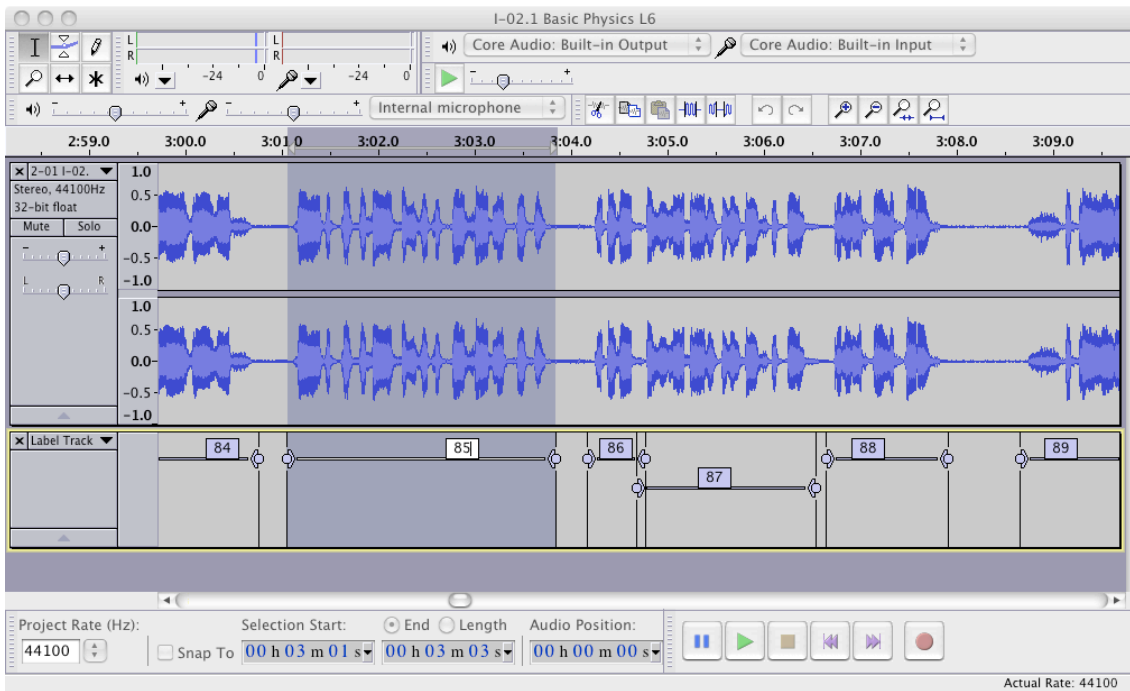 I-02.1 Basic Physics L6
L
R
-24
0
L
R
-24
0
Core Audio: Built-in Output
Core Audio: Built-in Input
- +
- +
- +
Internal microphone
2:59.0 3:00.0 3:01.0 3:02.0 3:03.0 3:04.0 3:05.0 3:06.0 3:07.0 3:08.0 3:09.0
2-01 I-02.
Stereo, 44100Hz
32-bit float
Mute Solo
- +
L R
1.0
0.5
0.0
-0.5
-1.0
1.0
0.5
0.0
-0.5
-1.0
Label Track
84 85 86 87 88 89
Project Rate (Hz): Selection Start: End Length Audio Position:
44100 Snap To 00 h 03 m 01 s 00 h 03 m 03 s 00 h 00 m 00 s
Actual Rate: 44100